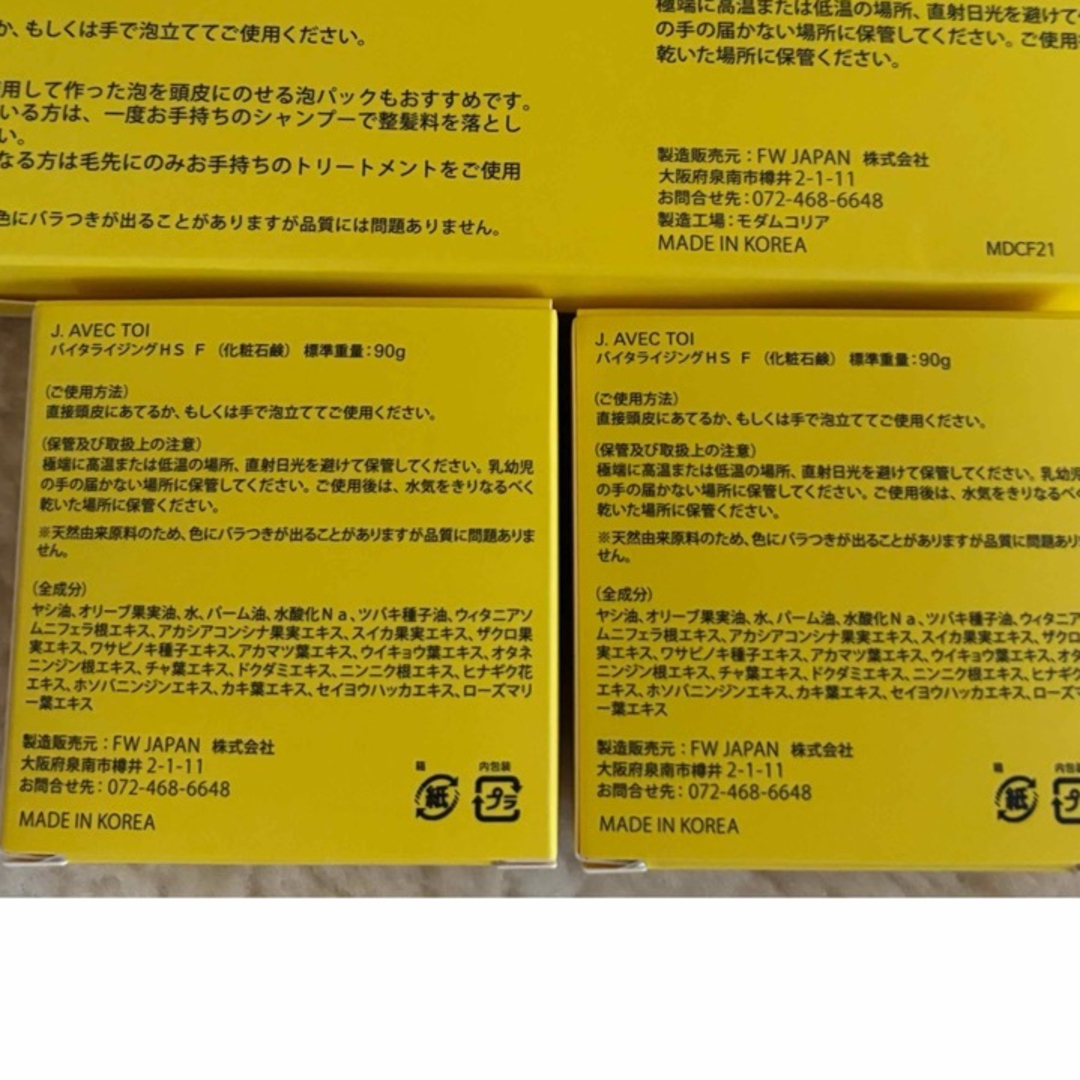 か、もしくは手で泡立ててご使用ください。
用して作った泡を頭皮にのせる泡パックもおすすめです。
いる方は、一度お手持ちのシャンプーで整髪料を落とし
い。
なる方は毛先にのみお手持ちのトリートメントをご使用
色にバラつきが出ることがありますが品質には問題ありません。
極端に高温または低温の場所、直射日光を避けて
の手の届かない場所に保管してください。ご使用
乾いた場所に保管ください。
製造販売元：FW JAPAN 株式会社
大阪府泉南市樽井2-1-11
お問合せ先：072-468-6648
製造工場：モダムコリア
MADE IN KOREA
MDCF21
J. AVEC TOI
バイタライジングHS F （化粧石鹸） 標準重量：90g
（ご使用方法）
直接頭皮にあてるか、もしくは手で泡立ててご使用ください。
（保管及び取扱上の注意）
極端に高温または低温の場所、直射日光を避けて保管してください。乳幼児
の手の届かない場所に保管してください。ご使用後は、水気をきりなるべく
乾いた場所に保管ください。
※天然由来原料のため、色にバラつきが出ることがありますが品質に問題ありま
せん。
（全成分）
ヤシ油、オリーブ果実油、水、パーム油、水酸化Na、ツバキ種子油、ウィタニアソ
ムニフェラ根エキス、アカシアコンシナ果実エキス、スイカ果実エキス、ザクロ果
実エキス、ワサビノキ種子エキス、アカマツ葉エキス、ウイキョウ葉エキス、オタネ
ニンジン根エキス、チャ葉エキス、ドクダミエキス、ニンニク根エキス、ヒナギク花
エキス、ホソバニンジンエキス、カキ葉エキス、セイヨウハッカエキス、ローズマリ
ー葉エキス
製造販売元：FW JAPAN 株式会社
大阪府泉南市樽井 2-1-11
お問合せ先：072-468-6648
MADE IN KOREA
箱
紙
内包装
プラ
J. AVEC TOI
バイタライジングHS F （化粧石鹸） 標準重量：90g
（ご使用方法）
直接頭皮にあてるか、もしくは手で泡立ててご使用ください。
（保管及び取扱上の注意）
極端に高温または低温の場所、直射日光を避けて保管してください。乳幼児
の手の届かない場所に保管してください。ご使用後は、水気をきりなるべく
乾いた場所に保管ください。
※天然由来原料のため、色にバラつきが出ることがありますが品質に問題あり
せん。
（全成分）
ヤシ油、オリーブ果実油、水、パーム油、水酸化Na、ツバキ種子油、ウィタニア
ムニフェラ根エキス、アカシアコンシナ果実エキス、スイカ果実エキス、ザクロ
実エキス、ワサビノキ種子エキス、アカマツ葉エキス、ウイキョウ葉エキス、オタ
ニンジン根エキス、チャ葉エキス、ドクダミエキス、ニンニク根エキス、ヒナギク
エキス、ホソバニンジンエキス、カキ葉エキス、セイヨウハッカエキス、ローズマ
ー葉エキス
製造販売元：FW JAPAN 株式会社
大阪府泉南市樽井 2-1-11
お問合せ先：072-468-6648
MADE IN KOREA
箱
紙
内包装
プ